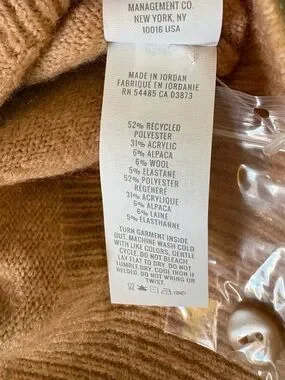 MANAGEMENT CO.
NEW YORK, NY
10016 USA
MADE IN JORDAN
FABRIQUÉ EN JORDANIE
RN 54485 CA 03873
52% RECYCLED
POLYESTER
31% ACRYLIC
6% ALPACA
6% WOOL
5% ELASTANE
52% POLYESTER
RÉGÉNÉRÉ
31% ACRYLIQUE
6% ALPAGA
6% LAINE
5% ÉLASTHANNE
TURN GARMENT INSIDE
OUT. MACHINE WASH COLD
WITH LIKE COLORS, GENTLE
CYCLE. DO NOT BLEACH.
LAY FLAT TO DRY. DO NOT
TUMBLE DRY. COOL IRON IF
NEEDED. DO NOT WRING OR
TWIST.